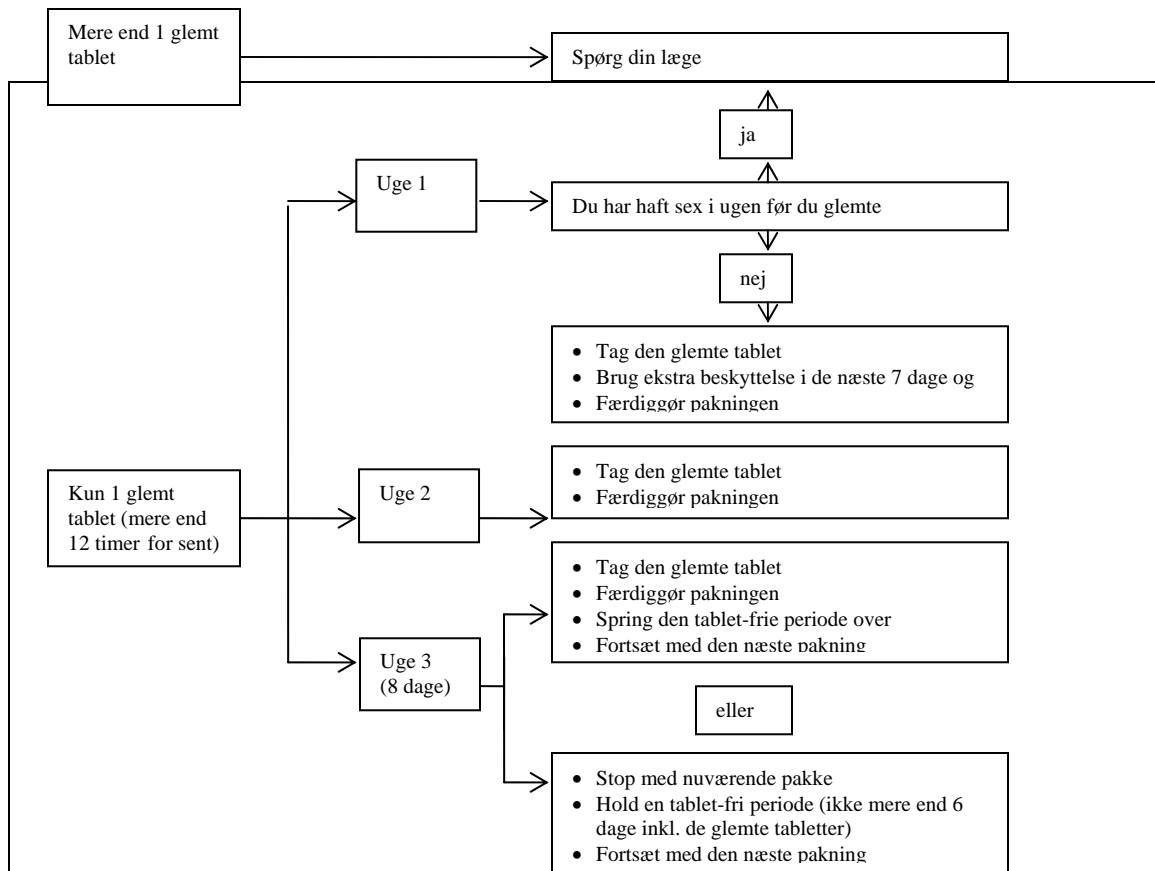 Mere end 1 glemt
tablet
Spørg din læge
ja
Uge 1
Du har haft sex i ugen før du glemte
nej
• Tag den glemte tablet
• Brug ekstra beskyttelse i de næste 7 dage og
• Færdiggør pakningen
Kun 1 glemt
tablet (mere end
12 timer for sent)
Uge 2
• Tag den glemte tablet
• Færdiggør pakningen
Uge 3
(8 dage)
• Tag den glemte tablet
• Færdiggør pakningen
• Spring den tablet-frie periode over
• Fortsæt med den næste pakning
eller
• Stop med nuværende pakke
• Hold en tablet-fri periode (ikke mere end 6
dage inkl. de glemte tabletter)
• Fortsæt med den næste pakning